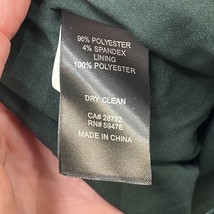 96% POLYESTER
4% SPANDEX
LINING
100% POLYESTER
DRY CLEAN
CA# 28792
RN# 59476
MADE IN CHINA